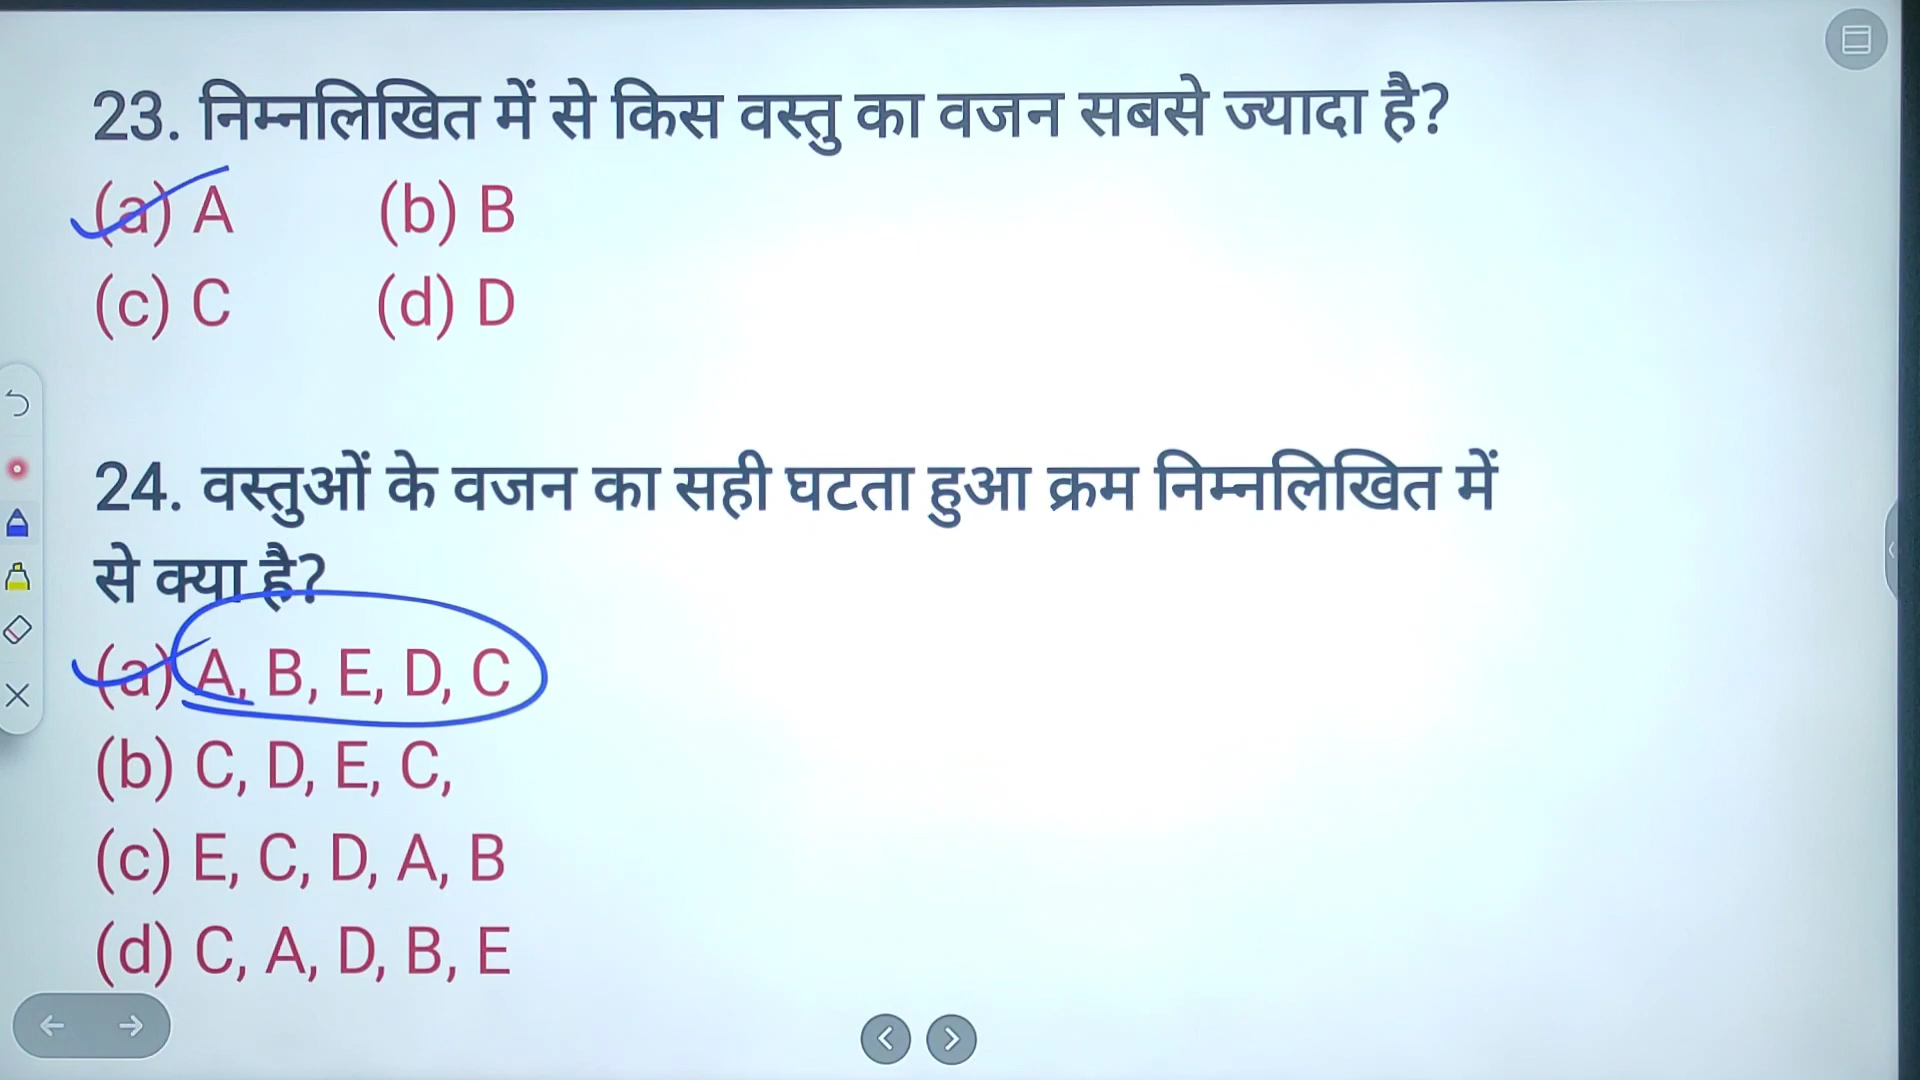 23. निम्नलिखित में से किस वस्तु का वजन सबसे ज्यादा है?
(a) A (b) B
(c) C (d) D
24. वस्तुओं के वजन का सही घटता हुआ क्रम निम्नलिखित में
से क्या है?
(a) A, B, E, D, C
(b) C, D, E, C,
(c) E, C, D, A, B
(d) C, A, D, B, E